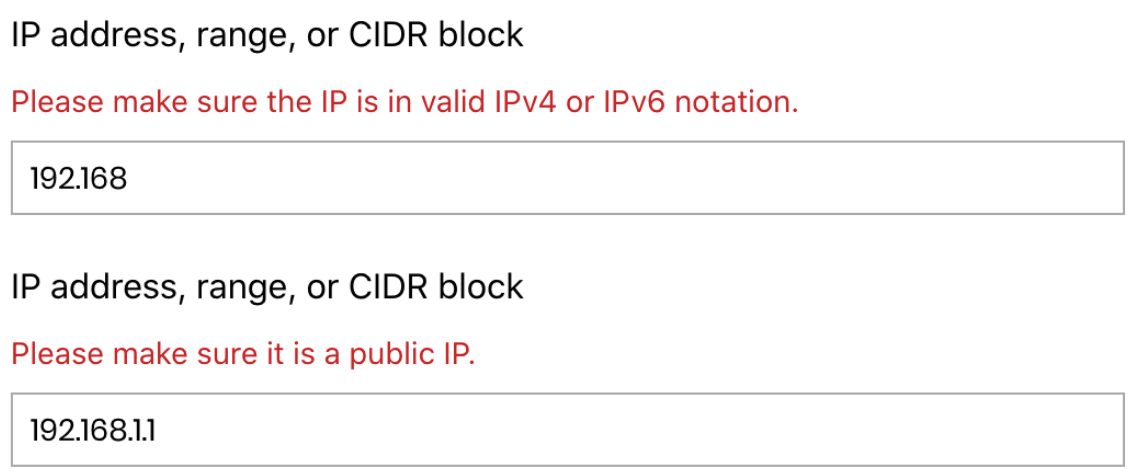 IP address, range, or CIDR block
Please make sure the IP is in valid IPv4 or IPv6 notation.
192.168
IP address, range, or CIDR block
Please make sure it is a public IP.
192.168.1.1